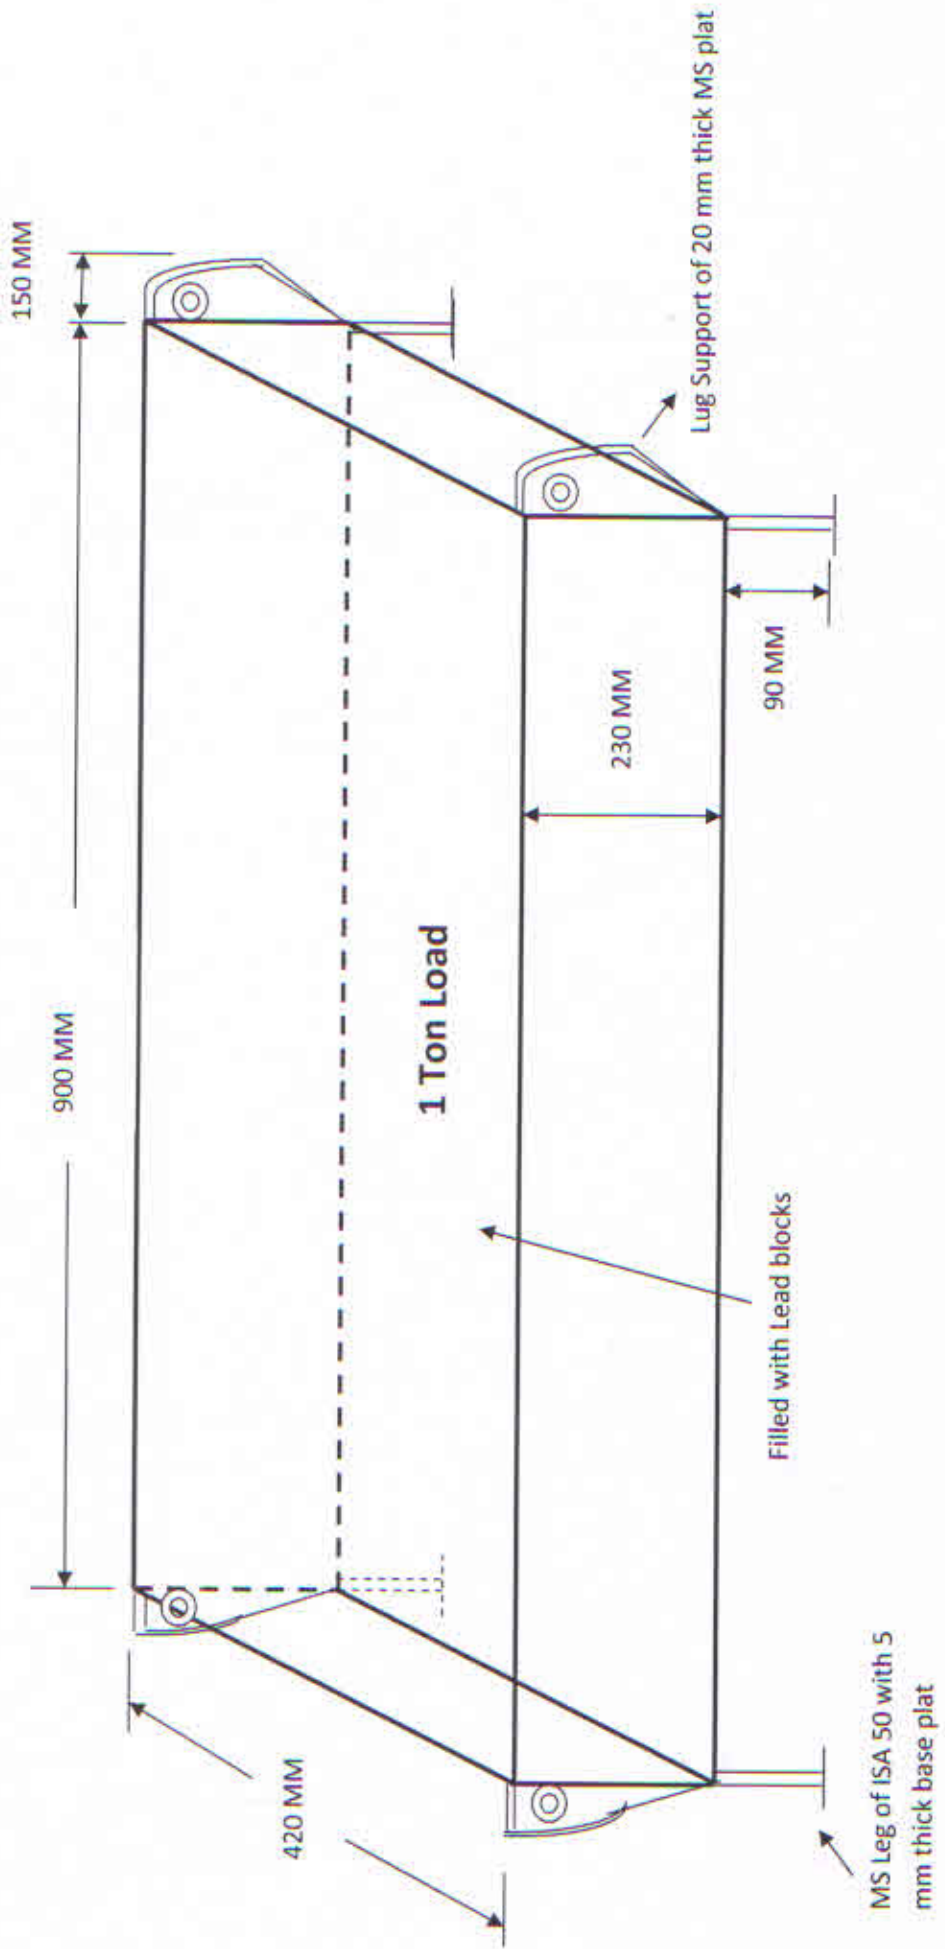 150 MM
900 MM
Lug Support of 20 mm thick MS plat
230 MM
90 MM
1 Ton Load
420 MM
Filled with Lead blocks
MS Leg of ISA 50 with 5
mm thick base plat